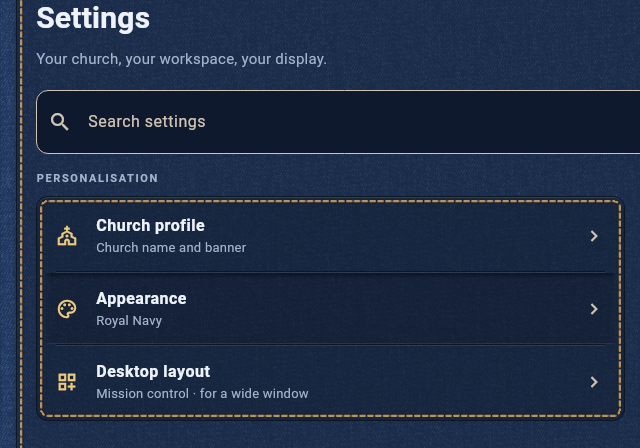 Settings
Your church, your workspace, your display.
Search settings
PERSONALISATION
Church profile
Church name and banner
Appearance
Royal Navy
Desktop layout
Mission control · for a wide window